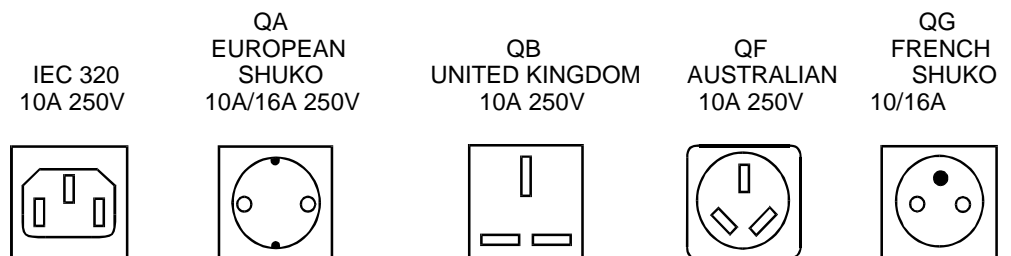 IEC 320
10A 250V
QA
EUROPEAN
SHUKO
10A/16A 250V
QB
UNITED KINGDOM
10A 250V
QF
AUSTRALIAN
10A 250V
QG
FRENCH
SHUKO
10/16A